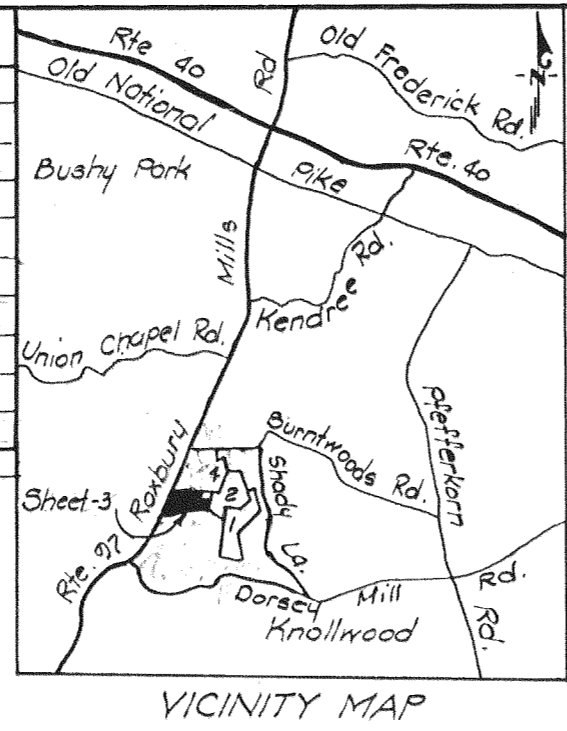 Rte 40
Old Frederick Rd.
N
Old National Pike
Rte. 40
Bushy Park
Roxbury Mills Rd
Kendree Rd.
Union Chapel Rd.
Pfefferkorn Rd.
Burntwoods Rd.
Shady La.
4
2
1
Sheet-3
Rte. 97
Dorsey Mill Rd.
Knollwood
VICINITY MAP